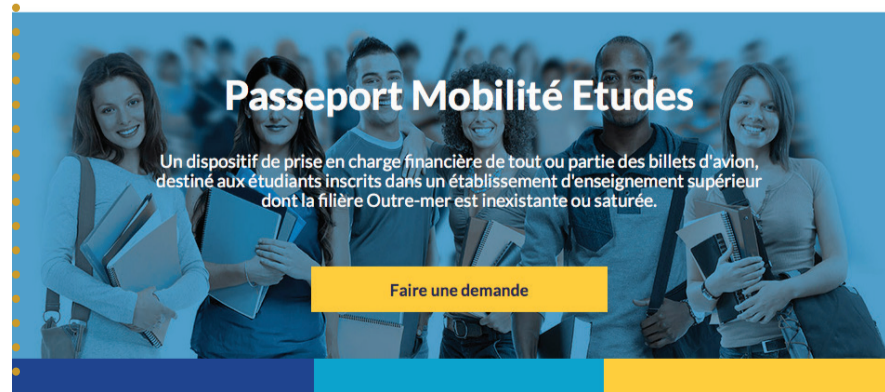 Passeport Mobilité Etudes
Un dispositif de prise en charge financière de tout ou partie des billets d'avion,
destiné aux étudiants inscrits dans un établissement d'enseignement supérieur
dont la filière Outre-mer est inexistante ou saturée.
Faire une demande